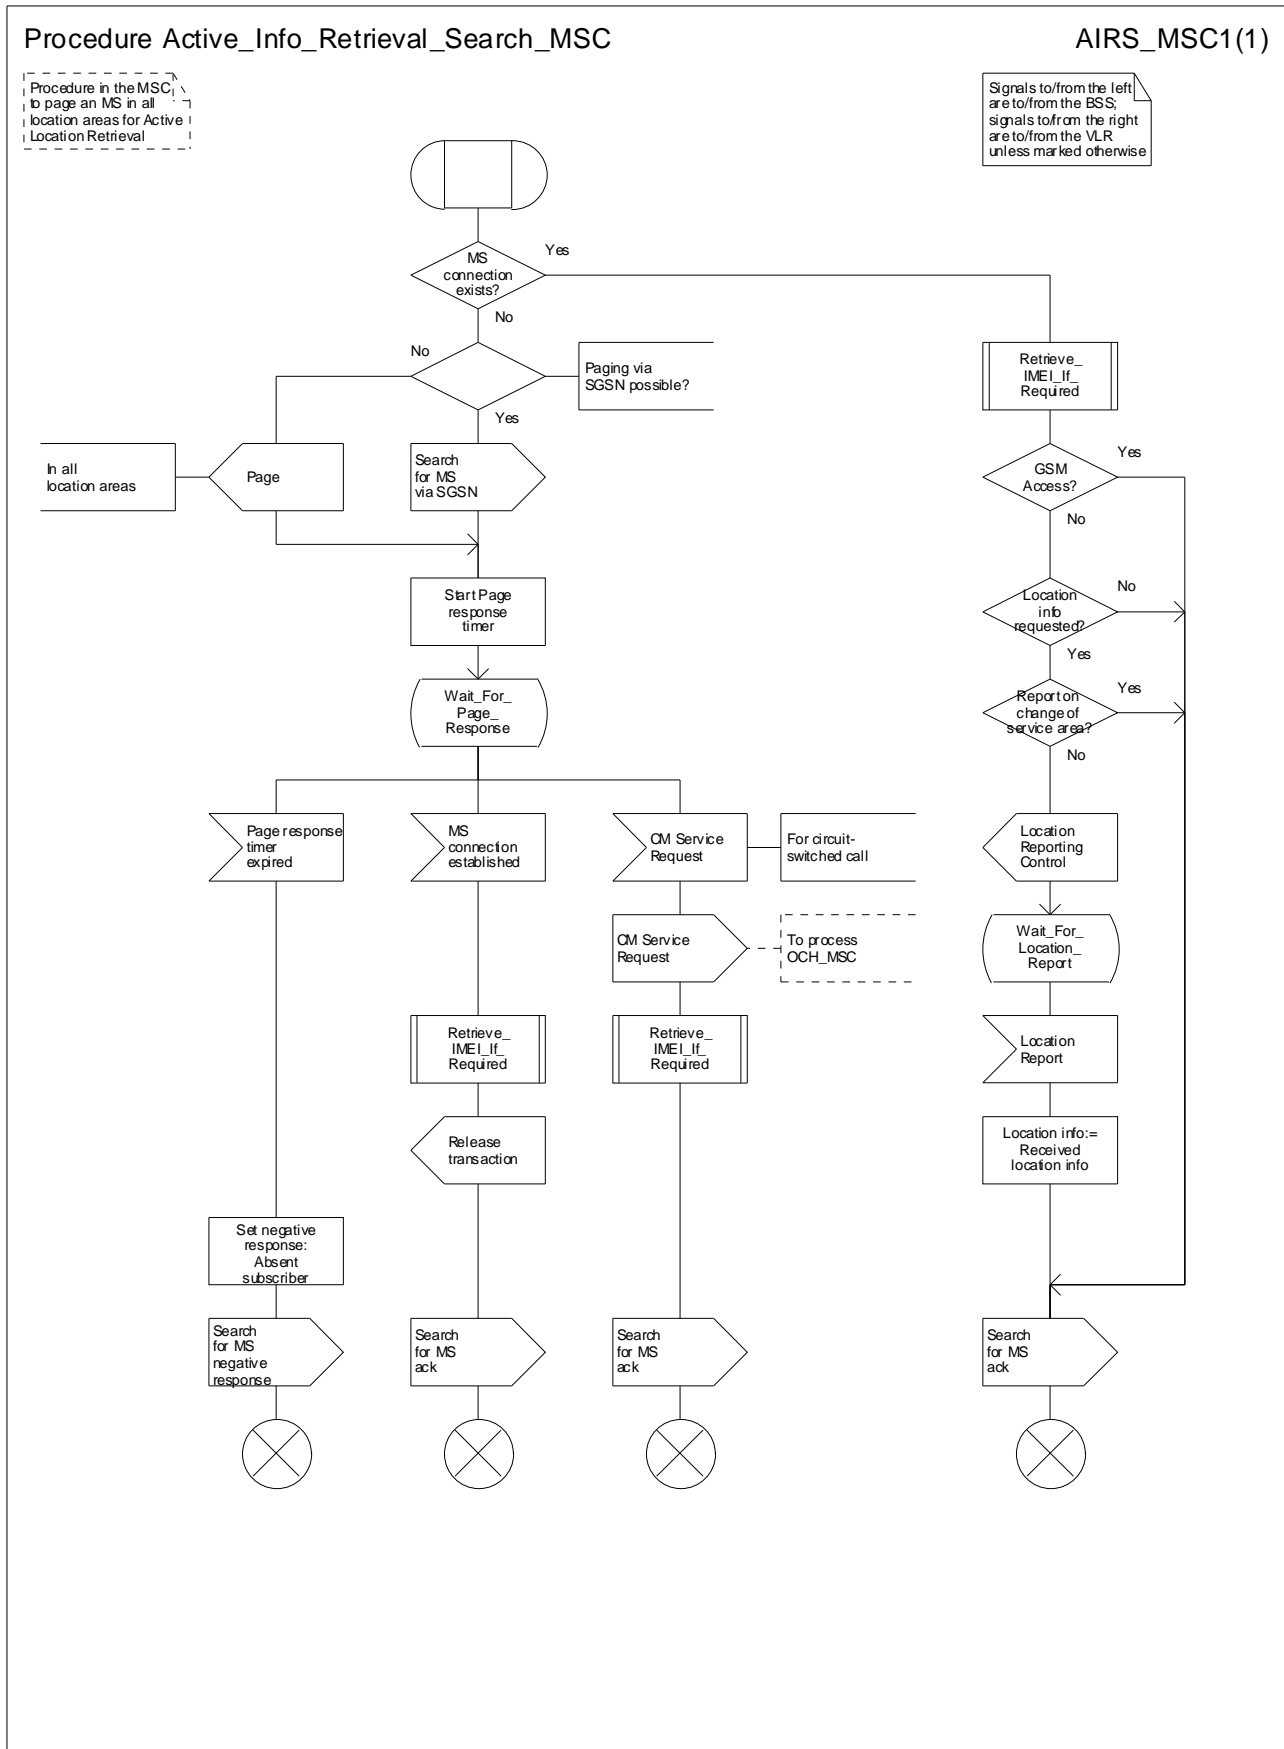 Procedure Active_Info_Retrieval_Search_MSC
AIRS_MSC1(1)
Procedure in the MSC
to page an MS in all
location areas for Active
Location Retrieval
Signals to/from the left
are to/from the BSS;
signals to/from the right
are to/from the VLR
unless marked otherwise
MS
connection
exists?
Yes
No
No
Paging via
SGSN possible?
Yes
Retrieve_
IMEI_If_
Required
In all
location areas
Page
Search
for MS
via SGSN
GSM
Access?
Yes
No
Start Page
response
timer
Location
info
requested?
No
Yes
Wait_For_
Page_
Response
Report on
change of
service area?
Yes
No
Page response
timer
expired
MS
connection
established
CM Service
Request
For circuit-
switched call
Location
Reporting
Control
CM Service
Request
To process
OCH_MSC
Wait_For_
Location_
Report
Retrieve_
IMEI_If_
Required
Retrieve_
IMEI_If_
Required
Location
Report
Release
transaction
Location info:=
Received
location info
Set negative
response:
Absent
subscriber
Search
for MS
negative
response
Search
for MS
ack
Search
for MS
ack
Search
for MS
ack